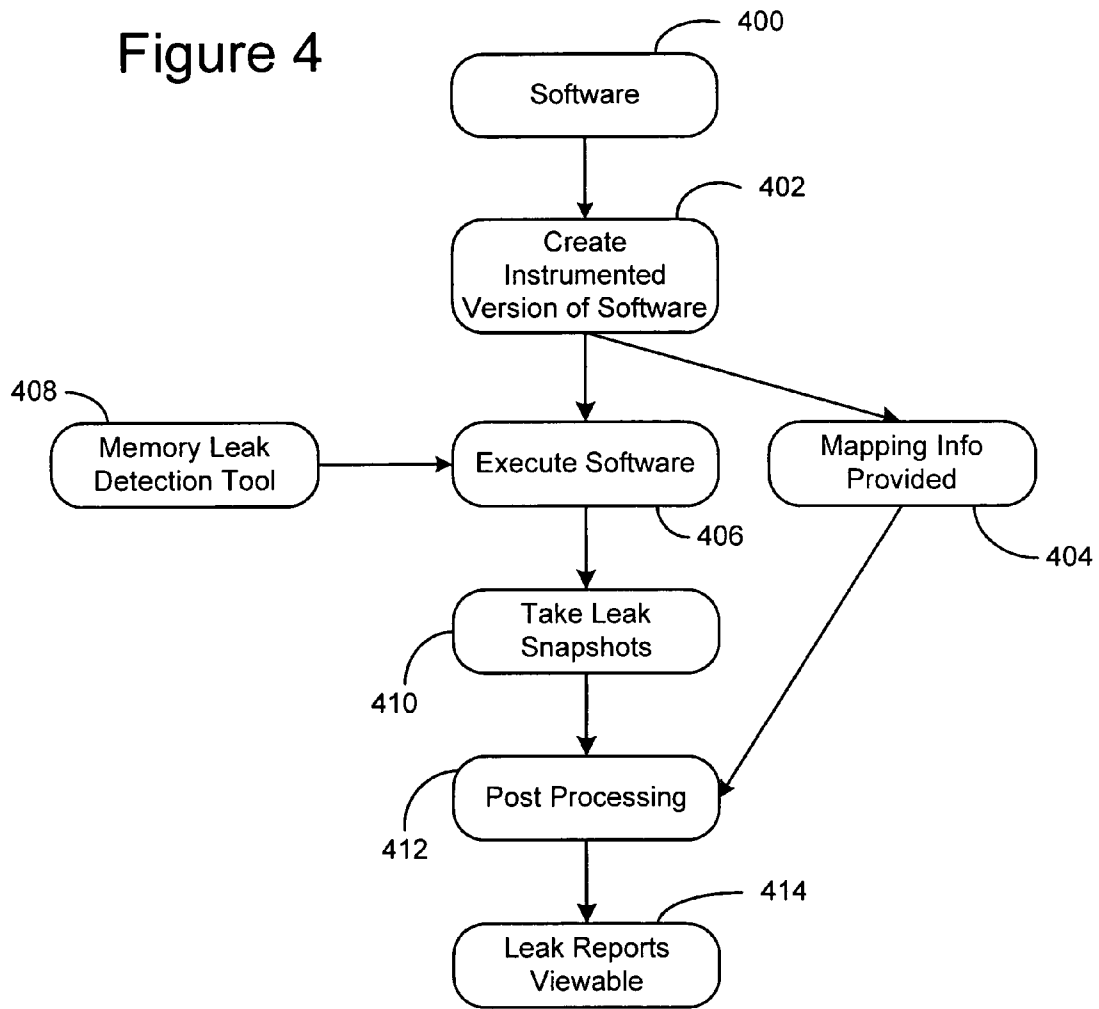 Figure 4
400
Software
402
Create
Instrumented
Version of Software
408
Memory Leak
Detection Tool
Execute Software
Mapping Info
Provided
406
404
Take Leak
Snapshots
410
Post Processing
412
414
Leak Reports
Viewable